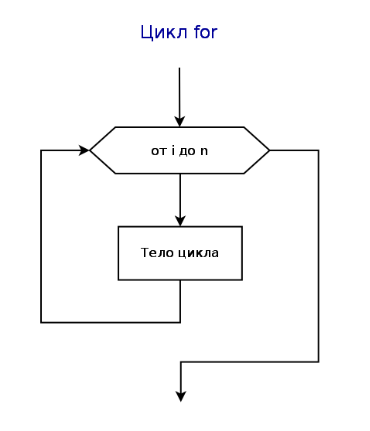 Цикл for
от i до n
Тело цикла